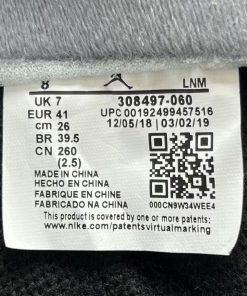 8 LNM
UK 7 308497-060
EUR 41 UPC 00192499457516
cm 26 12/05/18 03/02/19
BR 39.5
CN 260
(2.5)
MADE IN CHINA
HECHO EN CHINA
FABRIQUE EN CHINE
FABRICADO NA CHINA
000CN9W34WEE4
This product is covered by one or more patents. See
www.nike.com/patentsvirtualmarking